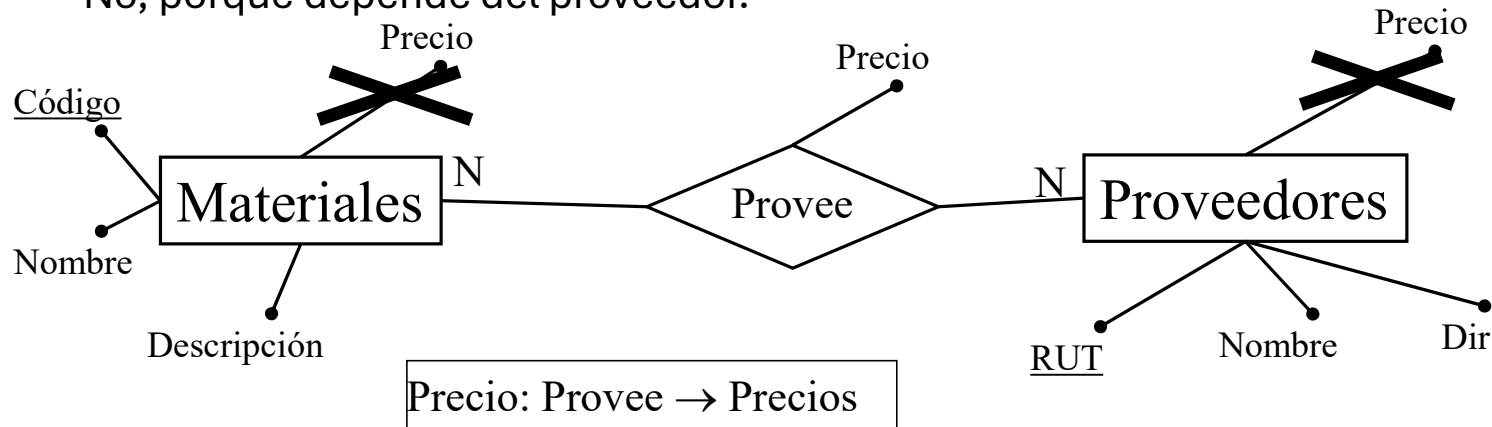 No, porque depende del proveedor.
Precio
Precio
Precio
Código
N
Materiales
Provee
N
Proveedores
Nombre
Descripción
RUT
Nombre
Dir
Precio: Provee → Precios